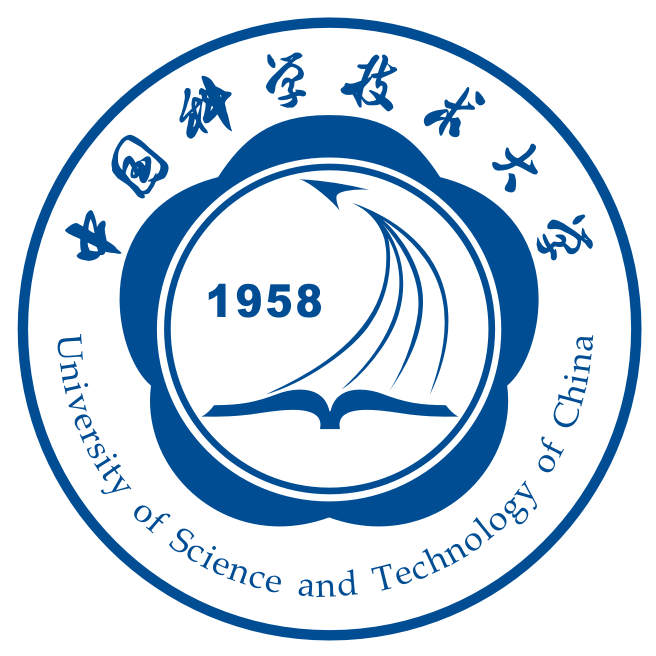 中国科学技术大学
1958
University of Science and Technology of China